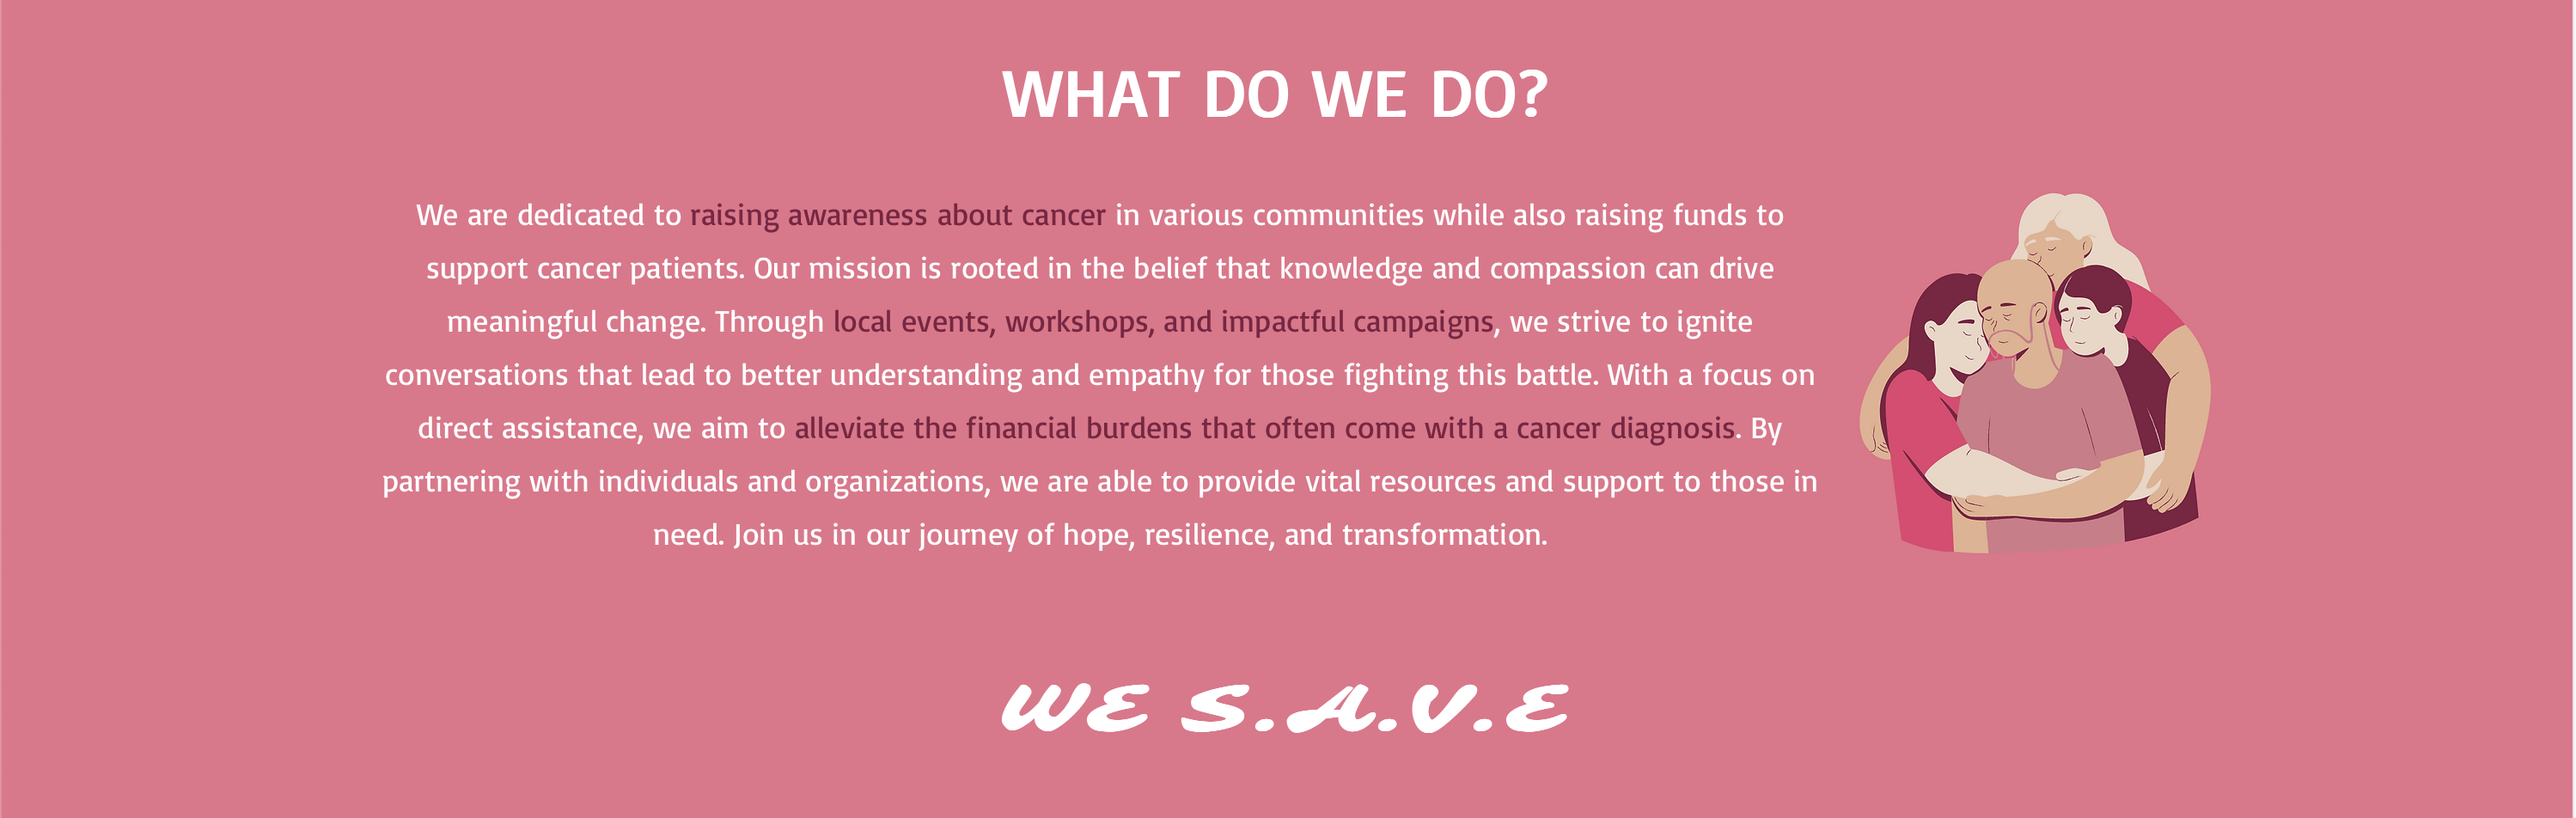 WHAT DO WE DO?
We are dedicated to raising awareness about cancer in various communities while also raising funds to
support cancer patients. Our mission is rooted in the belief that knowledge and compassion can drive
meaningful change. Through local events, workshops, and impactful campaigns, we strive to ignite
conversations that lead to better understanding and empathy for those fighting this battle. With a focus on
direct assistance, we aim to alleviate the financial burdens that often come with a cancer diagnosis. By
partnering with individuals and organizations, we are able to provide vital resources and support to those in
need. Join us in our journey of hope, resilience, and transformation.
WE S.A.V.E